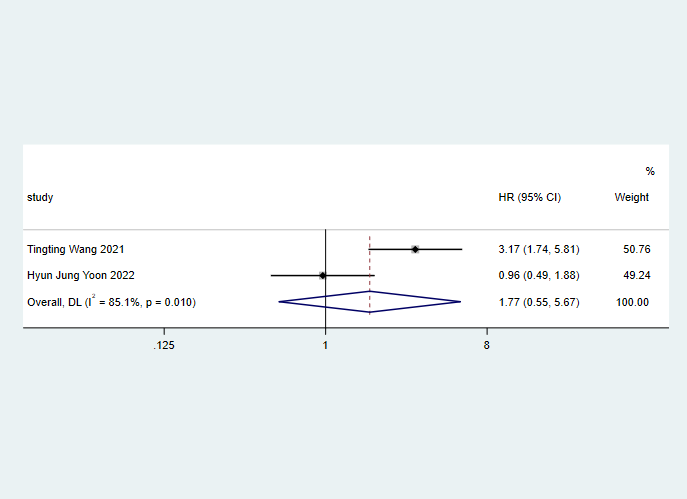 %
study HR (95% CI) Weight
Tingting Wang 2021 3.17 (1.74, 5.81) 50.76
Hyun Jung Yoon 2022 0.96 (0.49, 1.88) 49.24
Overall, DL (I² = 85.1%, p = 0.010) 1.77 (0.55, 5.67) 100.00
.125 1 8